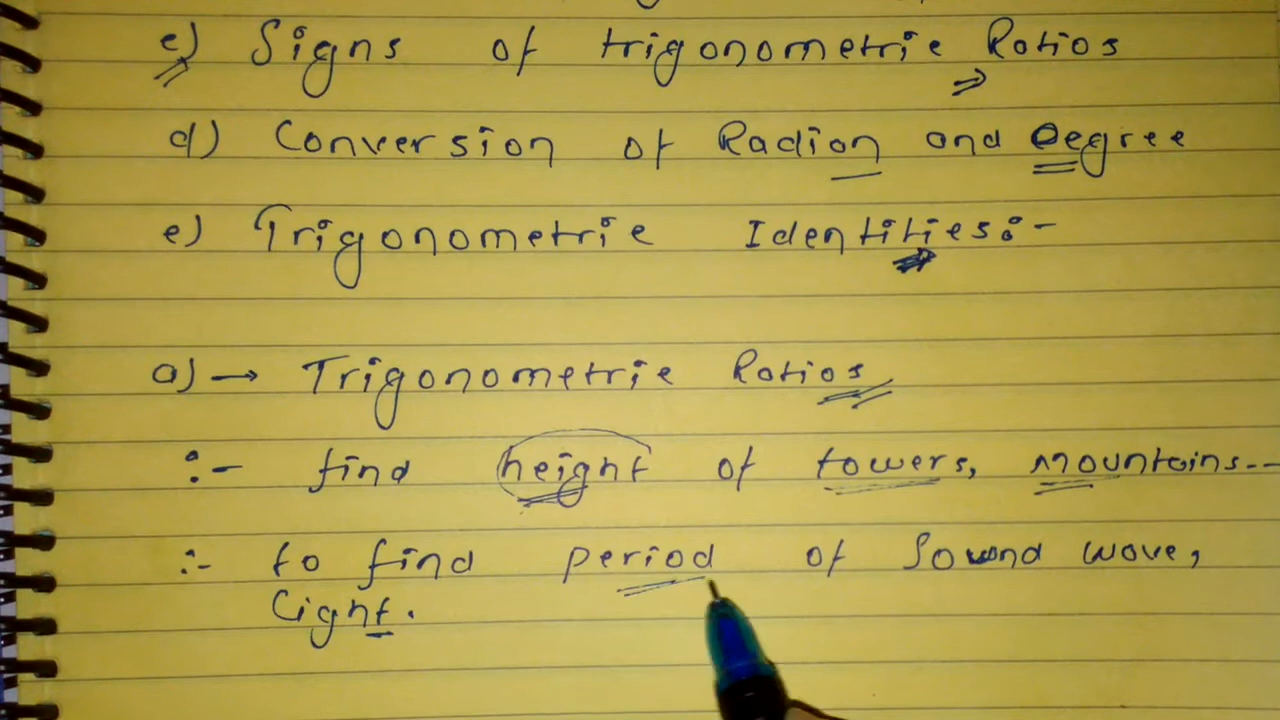 c) Signs of trigonometric Ratios
d) Conversion of Radian and Degree
e) Trigonometric Identities:-
a) → Trigonometric Ratios
:- find height of towers, mountains--
:- to find period of Sound wave,
Light.